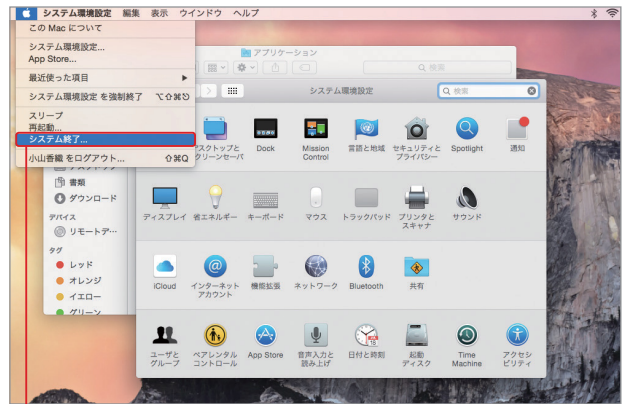 システム環境設定 編集 表示 ウインドウ ヘルプ
この Mac について
システム環境設定...
App Store...
最近使った項目
システム環境設定 を強制終了 ⌥⇧⌘⎋
スリープ
再起動...
システム終了...
小山香織 をログアウト... ⇧⌘Q
アプリケーション
検索
システム環境設定
検索
書類
ダウンロード
デバイス
リモートデ…
タグ
レッド
オレンジ
イエロー
グリーン
スクトップと
クリーンセーバ
Dock
Mission
Control
言語と地域
セキュリティと
プライバシー
Spotlight
通知
ディスプレイ
省エネルギー
キーボード
マウス
トラックパッド
プリンタと
スキャナ
サウンド
iCloud
インターネット
アカウント
機能拡張
ネットワーク
Bluetooth
共有
ユーザと
グループ
ペアレンタル
コントロール
App Store
音声入力と
読み上げ
日付と時刻
起動
ディスク
Time
Machine
アクセシ
ビリティ